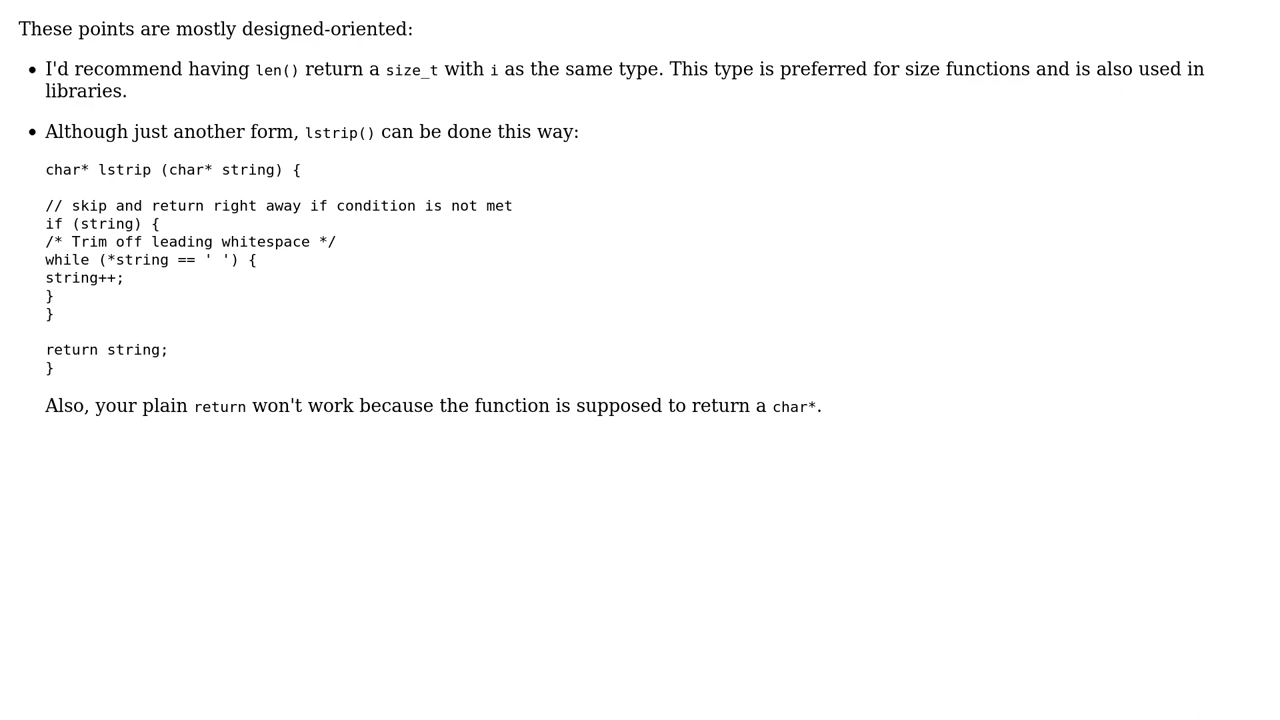 These points are mostly designed-oriented:
• I'd recommend having len() return a size_t with i as the same type. This type is preferred for size functions and is also used in
libraries.
• Although just another form, lstrip() can be done this way:
char* lstrip (char* string) {
// skip and return right away if condition is not met
if (string) {
/* Trim off leading whitespace */
while (*string == ' ') {
string++;
}
}
return string;
}
Also, your plain return won't work because the function is supposed to return a char*.